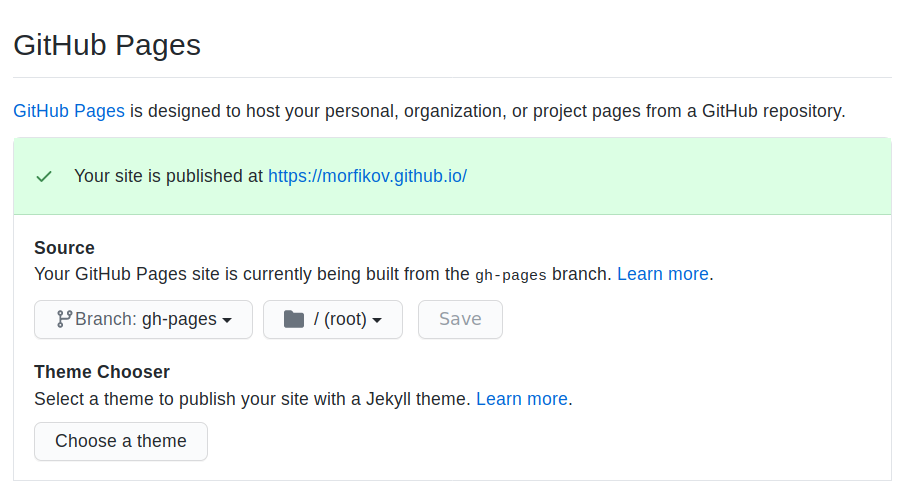 GitHub Pages
GitHub Pages is designed to host your personal, organization, or project pages from a GitHub repository.
Your site is published at https://morfikov.github.io/
Source
Your GitHub Pages site is currently being built from the gh-pages branch. Learn more.
Branch: gh-pages / (root) Save
Theme Chooser
Select a theme to publish your site with a Jekyll theme. Learn more.
Choose a theme